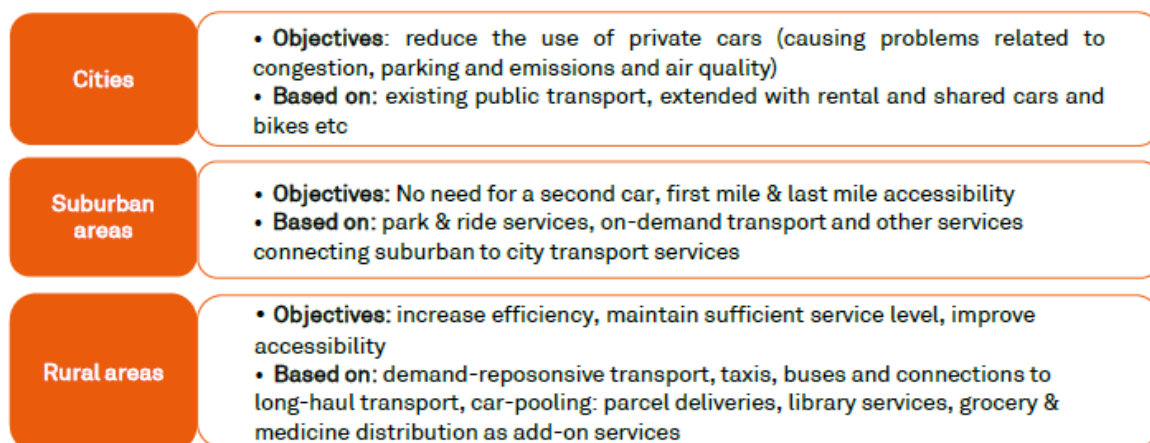 Cities
• Objectives: reduce the use of private cars (causing problems related to
congestion, parking and emissions and air quality)
• Based on: existing public transport, extended with rental and shared cars and
bikes etc
Suburban
areas
• Objectives: No need for a second car, first mile & last mile accessibility
• Based on: park & ride services, on-demand transport and other services
connecting suburban to city transport services
Rural areas
• Objectives: increase efficiency, maintain sufficient service level, improve
accessibility
• Based on: demand-reposonsive transport, taxis, buses and connections to
long-haul transport, car-pooling: parcel deliveries, library services, grocery &
medicine distribution as add-on services